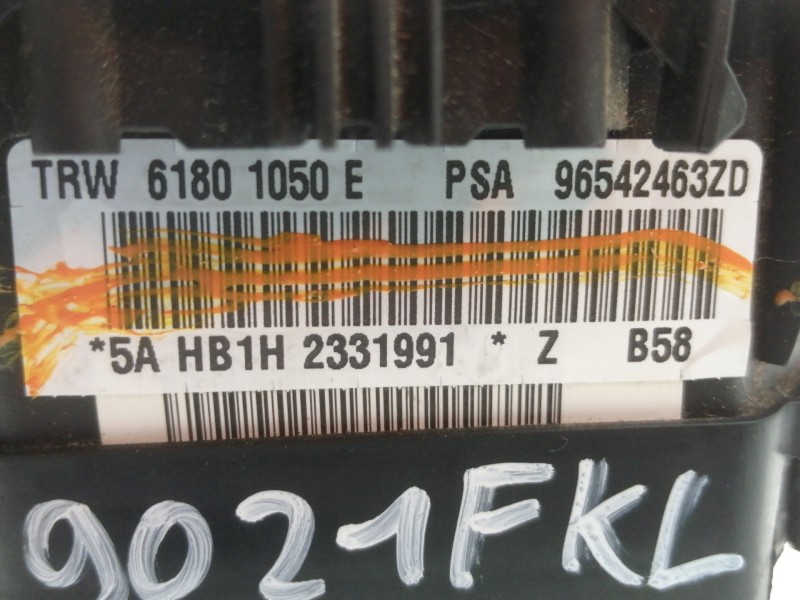 TRW 6180 1050 E PSA 96542463ZD
*5A HB1H 2331991 * Z B58
9021FKL